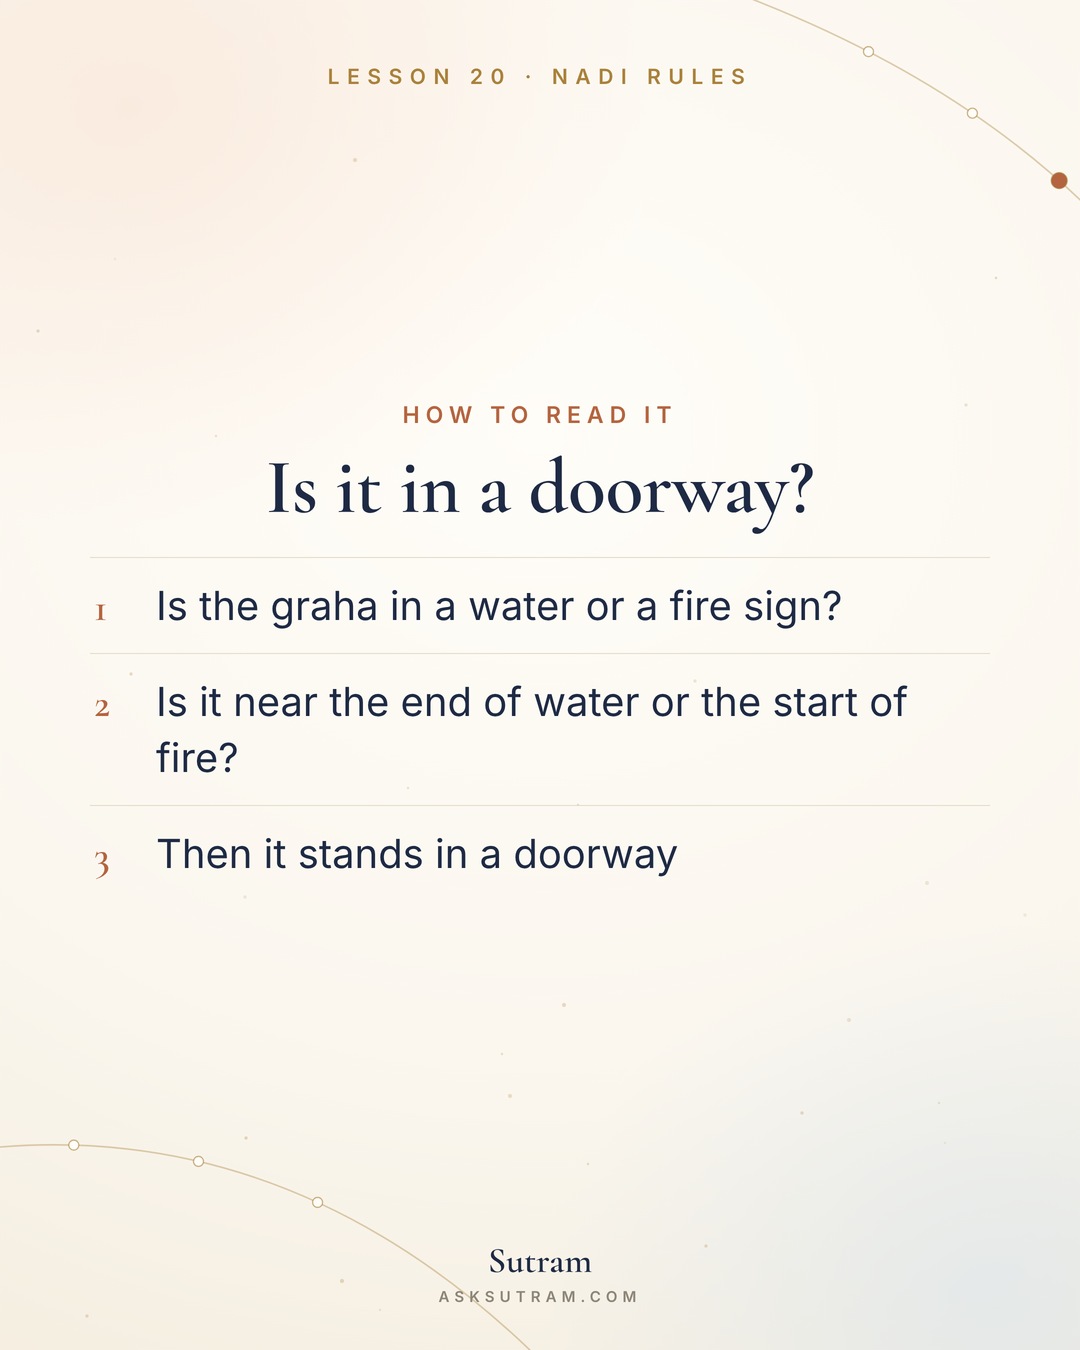 LESSON 20 · NADI RULES
HOW TO READ IT
Is it in a doorway?
1 Is the graha in a water or a fire sign?
2 Is it near the end of water or the start of
fire?
3 Then it stands in a doorway
Sutram
ASKSUTRAM.COM